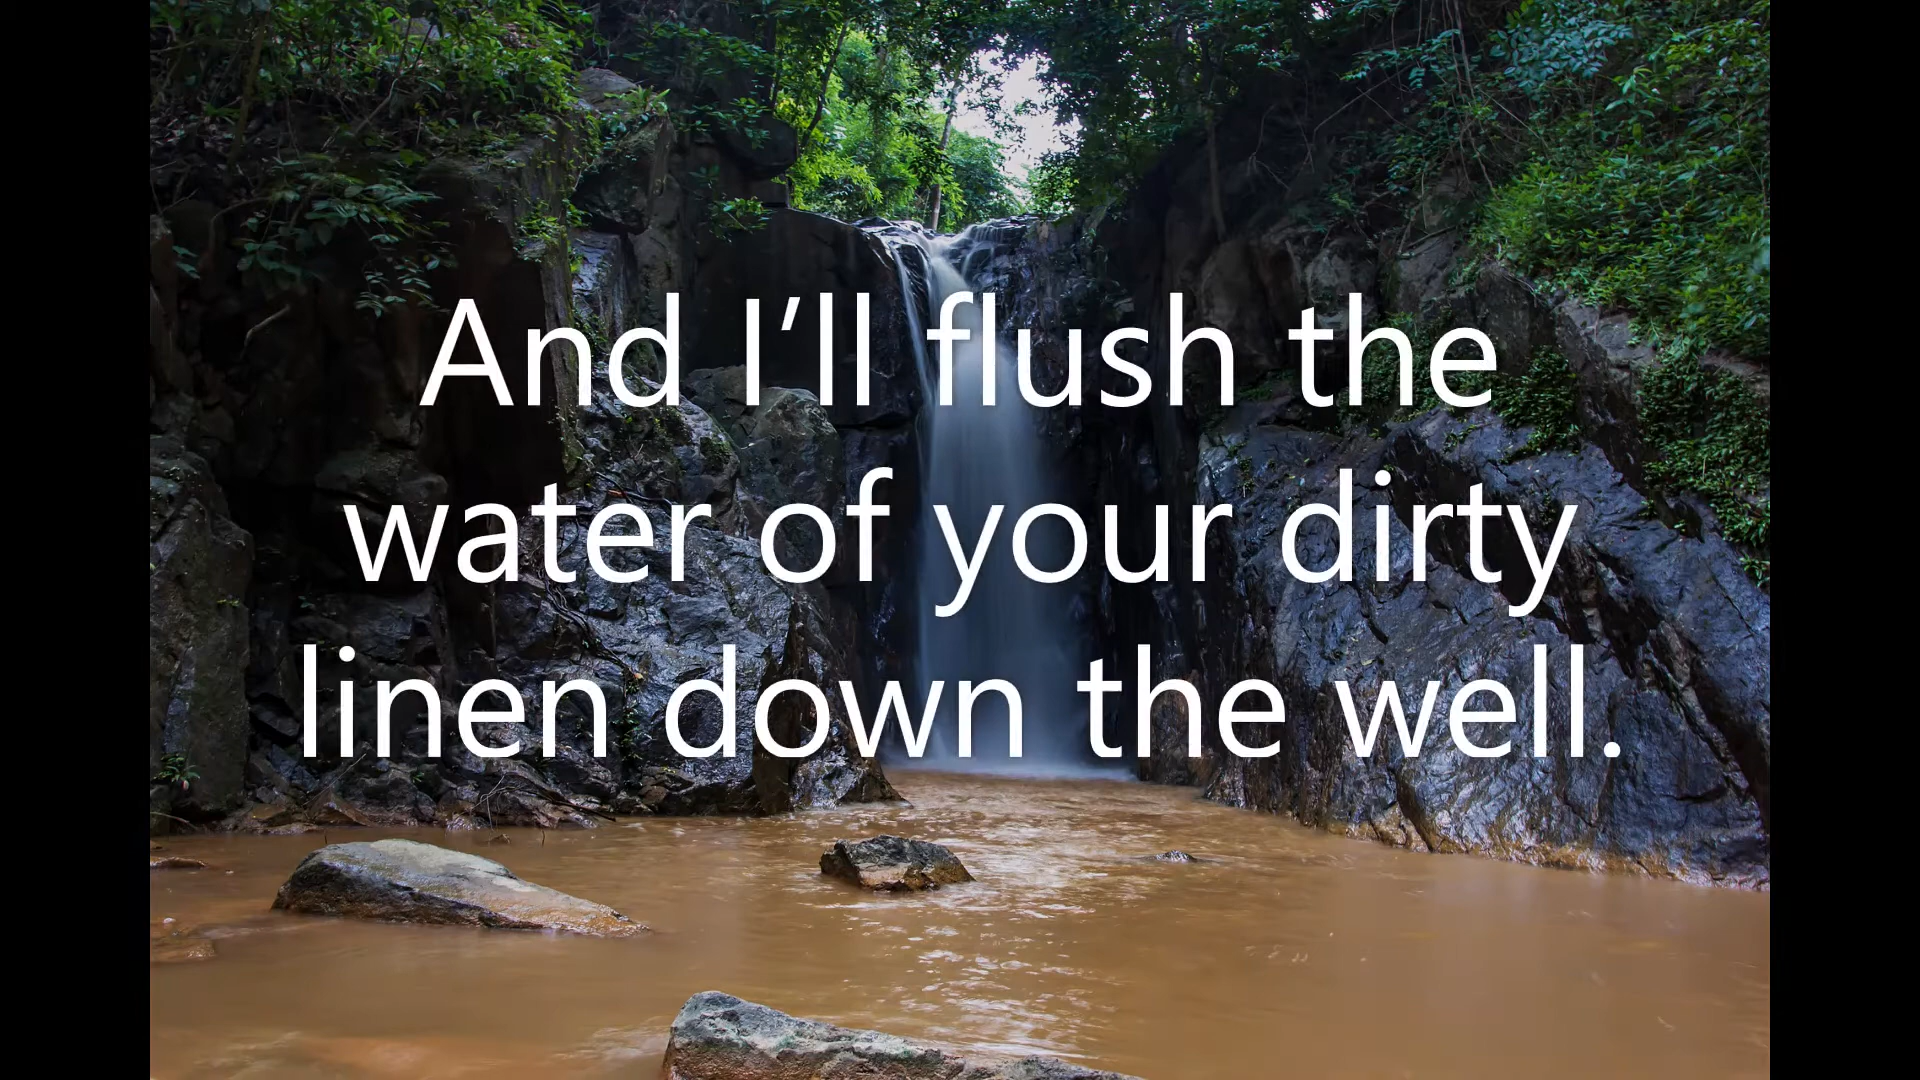 And I’ll flush the
water of your dirty
linen down the well.